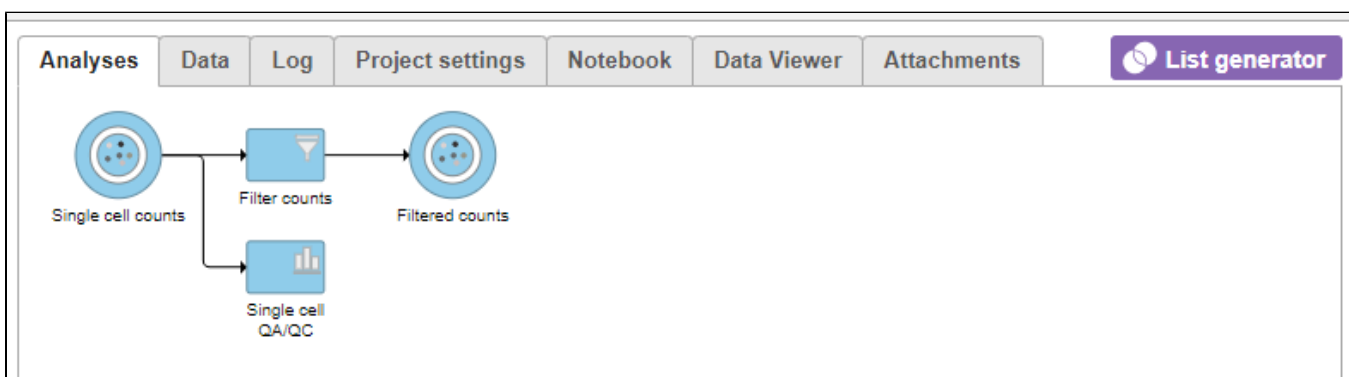 Analyses
Data
Log
Project settings
Notebook
Data Viewer
Attachments
List generator
Single cell counts
Filter counts
Filtered counts
Single cell
QA/QC